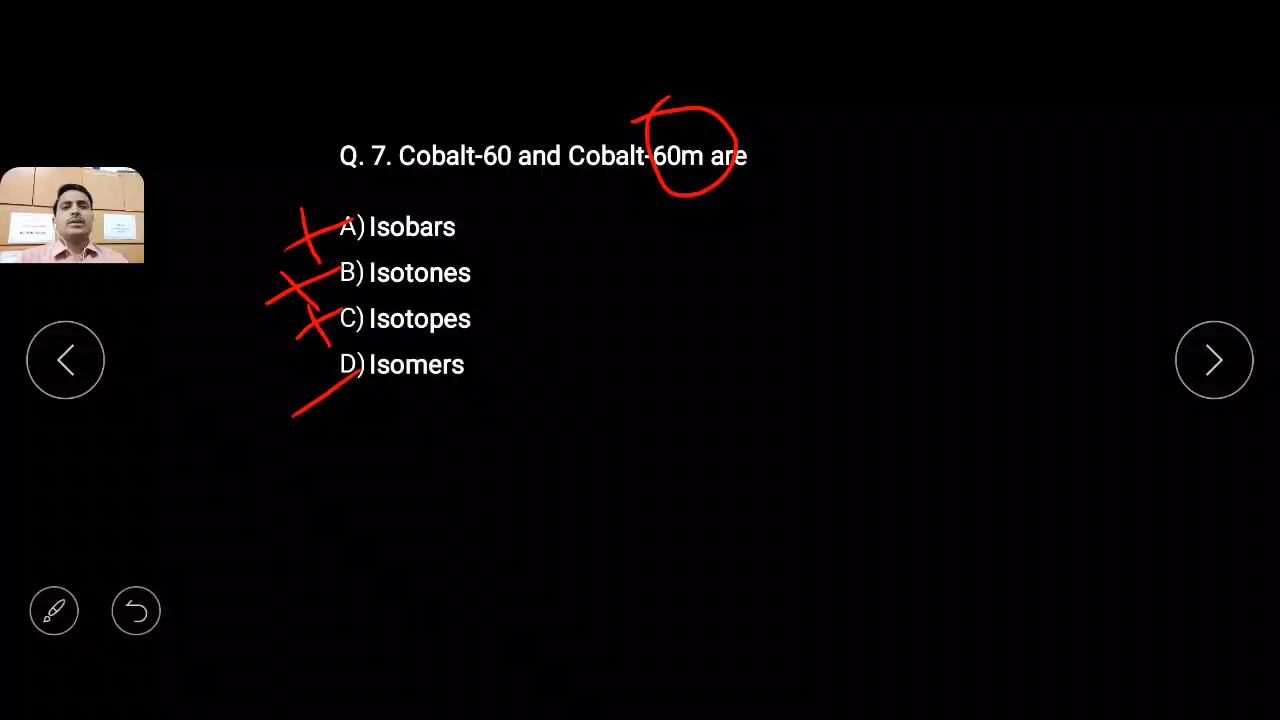 Q. 7. Cobalt-60 and Cobalt-60m are
A) Isobars
B) Isotones
C) Isotopes
D) Isomers